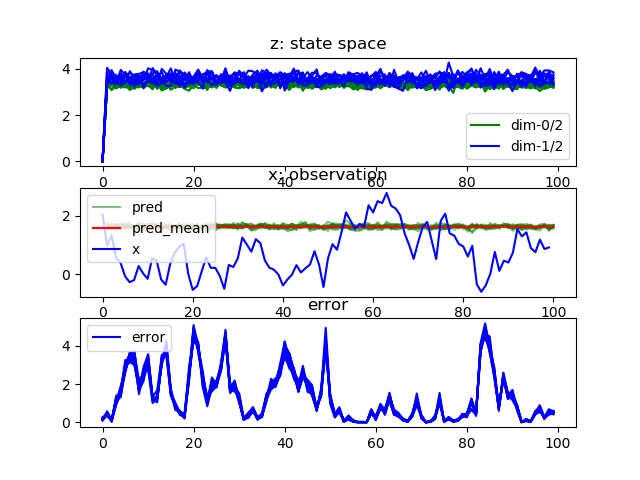 z: state space
4
2
0
dim-0/2
dim-1/2
0 20 40 60 80 100
x: observation
2
0
pred
pred_mean
x
0 20 40 60 80 100
error
4
2
0
error
0 20 40 60 80 100